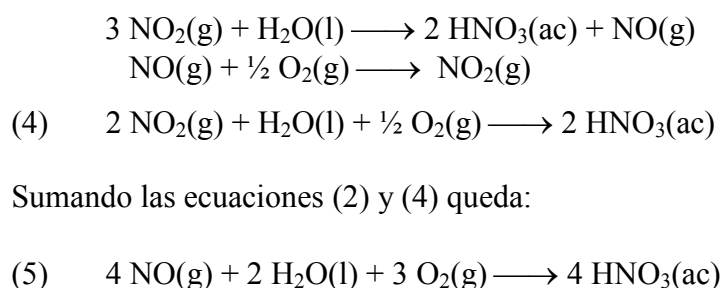 3 NO₂(g) + H₂O(l) ⟶ 2 HNO₃(ac) + NO(g)
NO(g) + ½ O₂(g) ⟶ NO₂(g)
(4) 2 NO₂(g) + H₂O(l) + ½ O₂(g) ⟶ 2 HNO₃(ac)
Sumando las ecuaciones (2) y (4) queda:
(5) 4 NO(g) + 2 H₂O(l) + 3 O₂(g) ⟶ 4 HNO₃(ac)